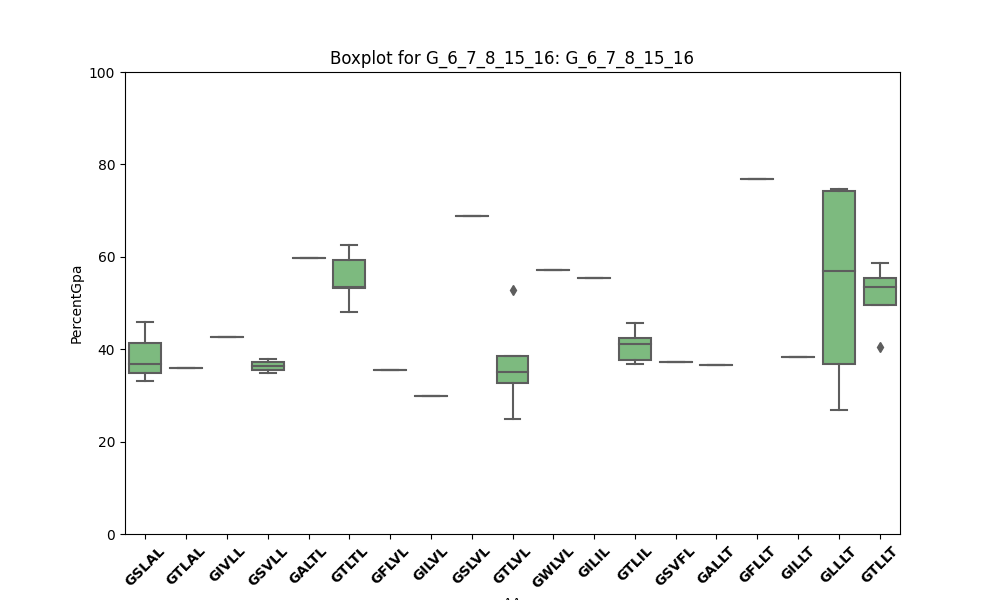 Boxplot for G_6_7_8_15_16: G_6_7_8_15_16
100
80
60
40
20
0
PercentGpa
GSLAL GTLAL GIVLL GSVLL GALTL GTLTL GFLVL GILVL GSLVL GTLVL GWLVL GILIL GTLIL GSVFL GALLT GFLLT GILLT GLLLT GTLLT